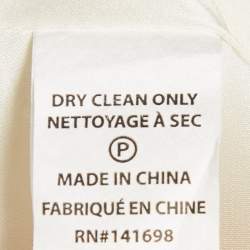 DRY CLEAN ONLY
NETTOYAGE À SEC
P
MADE IN CHINA
FABRIQUÉ EN CHINE
RN#141698